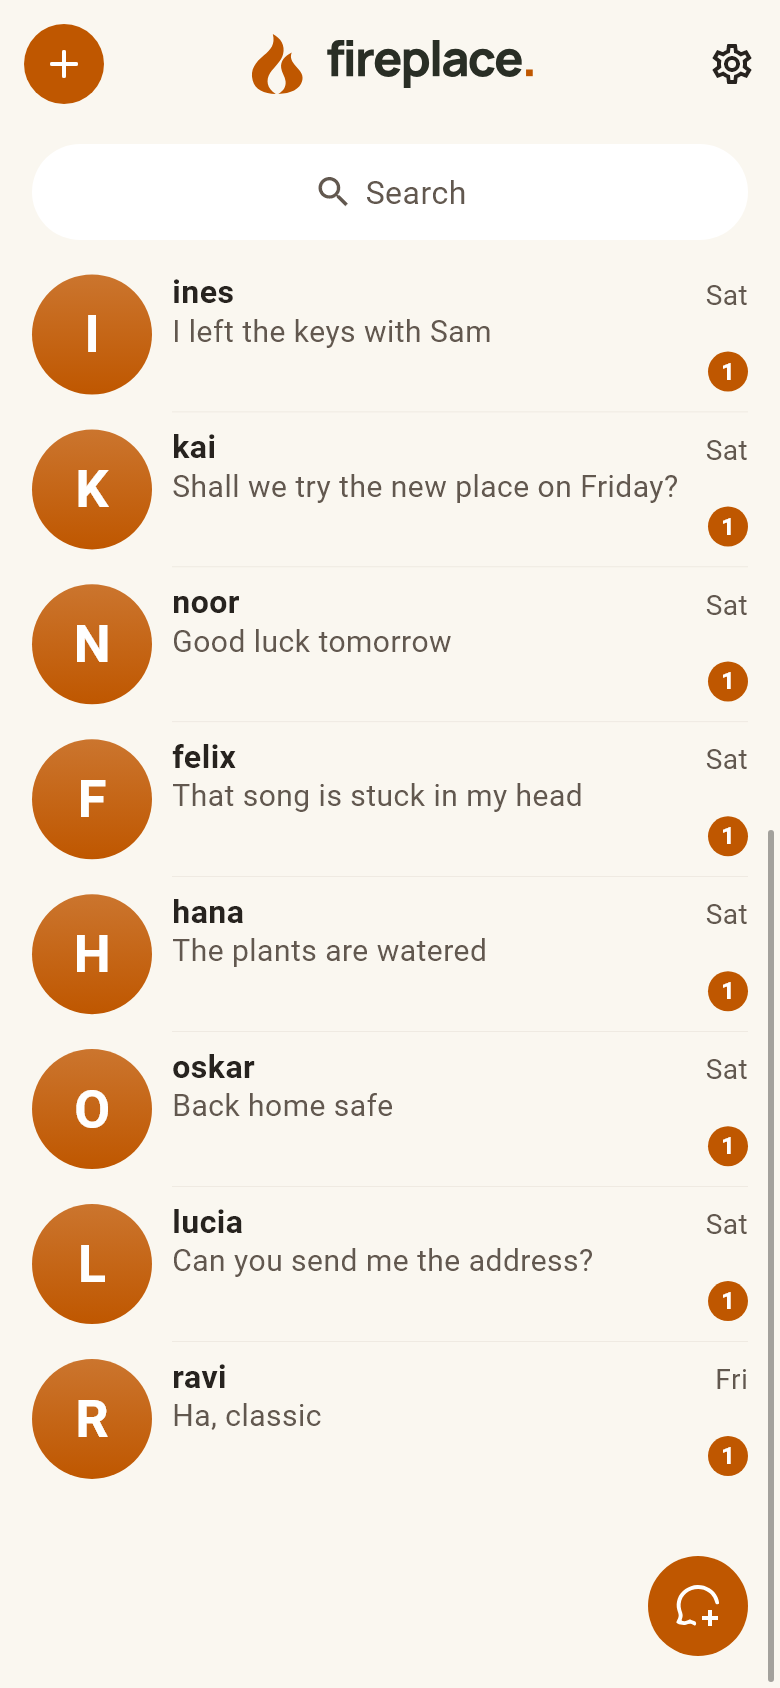 fireplace.
Search
I
ines
Sat
I left the keys with Sam
1
K
kai
Sat
Shall we try the new place on Friday?
1
N
noor
Sat
Good luck tomorrow
1
F
felix
Sat
That song is stuck in my head
1
H
hana
Sat
The plants are watered
1
O
oskar
Sat
Back home safe
1
L
lucia
Sat
Can you send me the address?
1
R
ravi
Fri
Ha, classic
1